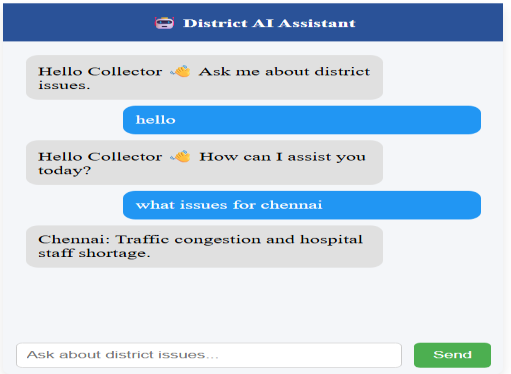 District AI Assistant
Hello Collector 👋 Ask me about district
issues.
hello
Hello Collector 👋 How can I assist you
today?
what issues for chennai
Chennai: Traffic congestion and hospital
staff shortage.
Ask about district issues...
Send